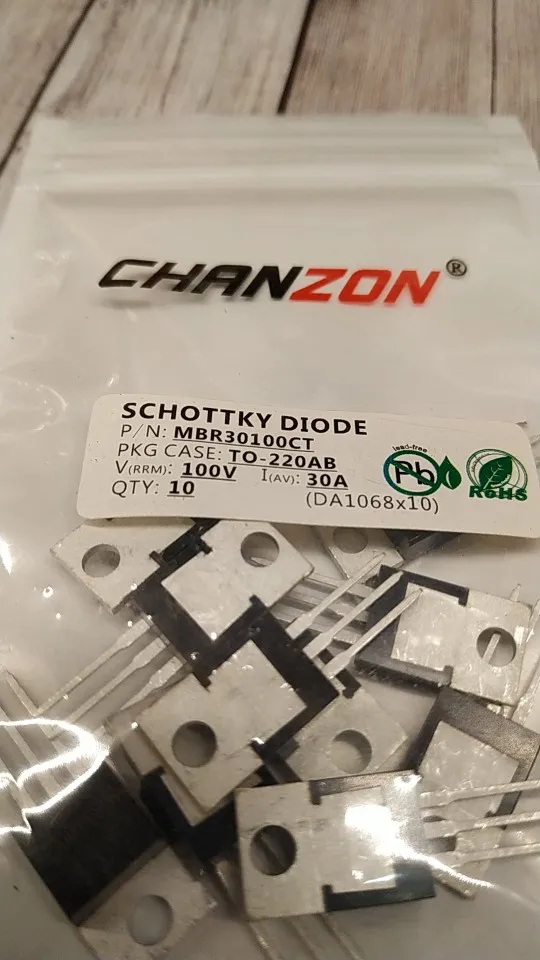 CHANZON®
SCHOTTKY DIODE
P/N: MBR30100CT
PKG CASE: TO-220AB
V(RRM): 100V I(AV): 30A
QTY: 10 (DA1068x10)
lead-free
Pb
RoHS